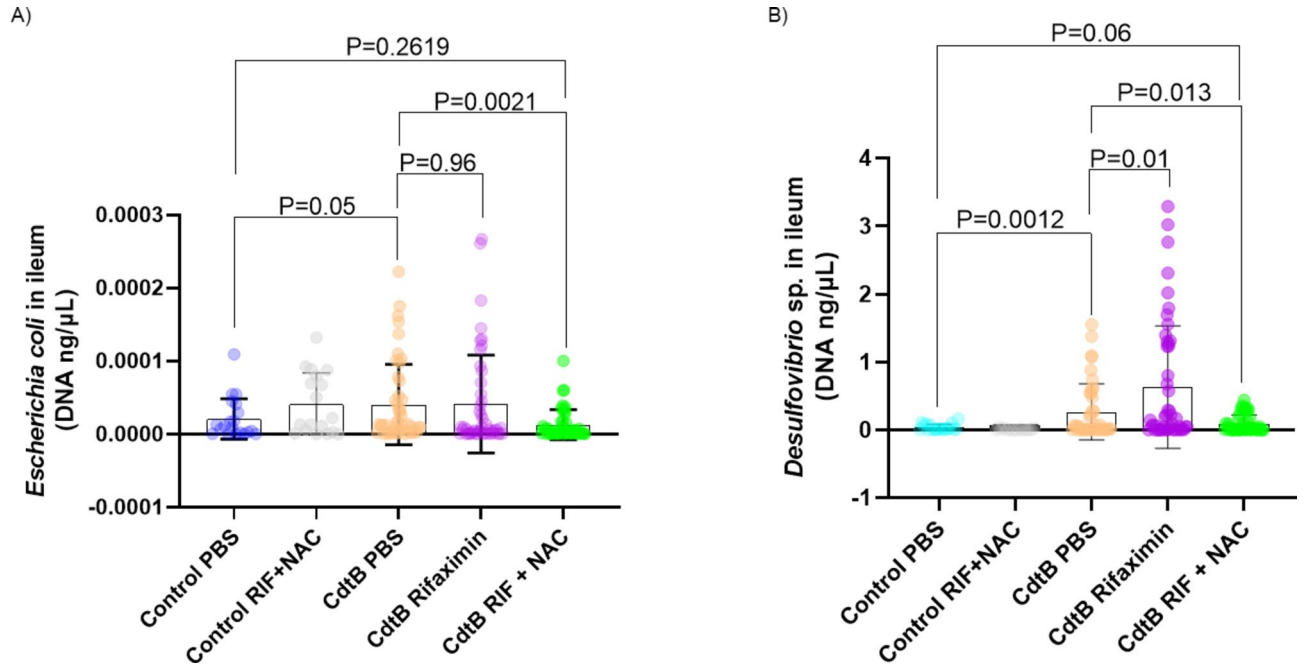 A)
P=0.2619
P=0.0021
P=0.96
P=0.05
0.0003
0.0002
0.0001
0.0000
-0.0001
Escherichia coli in ileum
(DNA ng/µL)
Control PBS
Control RIF+NAC
CdtB PBS
CdtB Rifaximin
CdtB RIF + NAC
B)
P=0.06
P=0.013
P=0.01
P=0.0012
4
3
2
1
0
-1
Desulfovibrio sp. in ileum
(DNA ng/µL)
Control PBS
Control RIF+NAC
CdtB PBS
CdtB Rifaximin
CdtB RIF + NAC